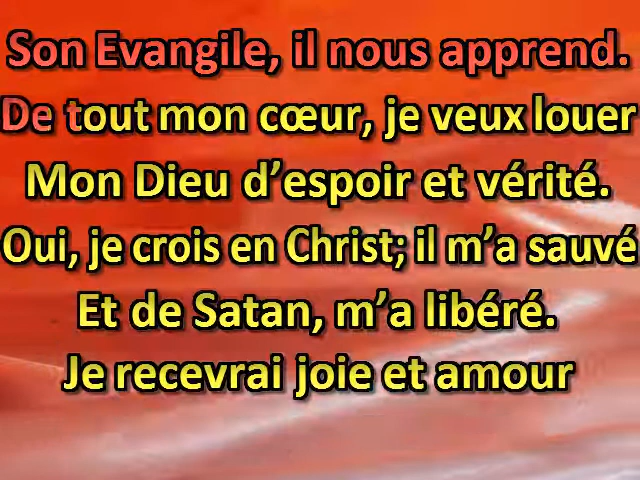 Son Evangile, il nous apprend.
De tout mon cœur, je veux louer
Mon Dieu d’espoir et vérité.
Oui, je crois en Christ; il m’a sauvé
Et de Satan, m’a libéré.
Je recevrai joie et amour